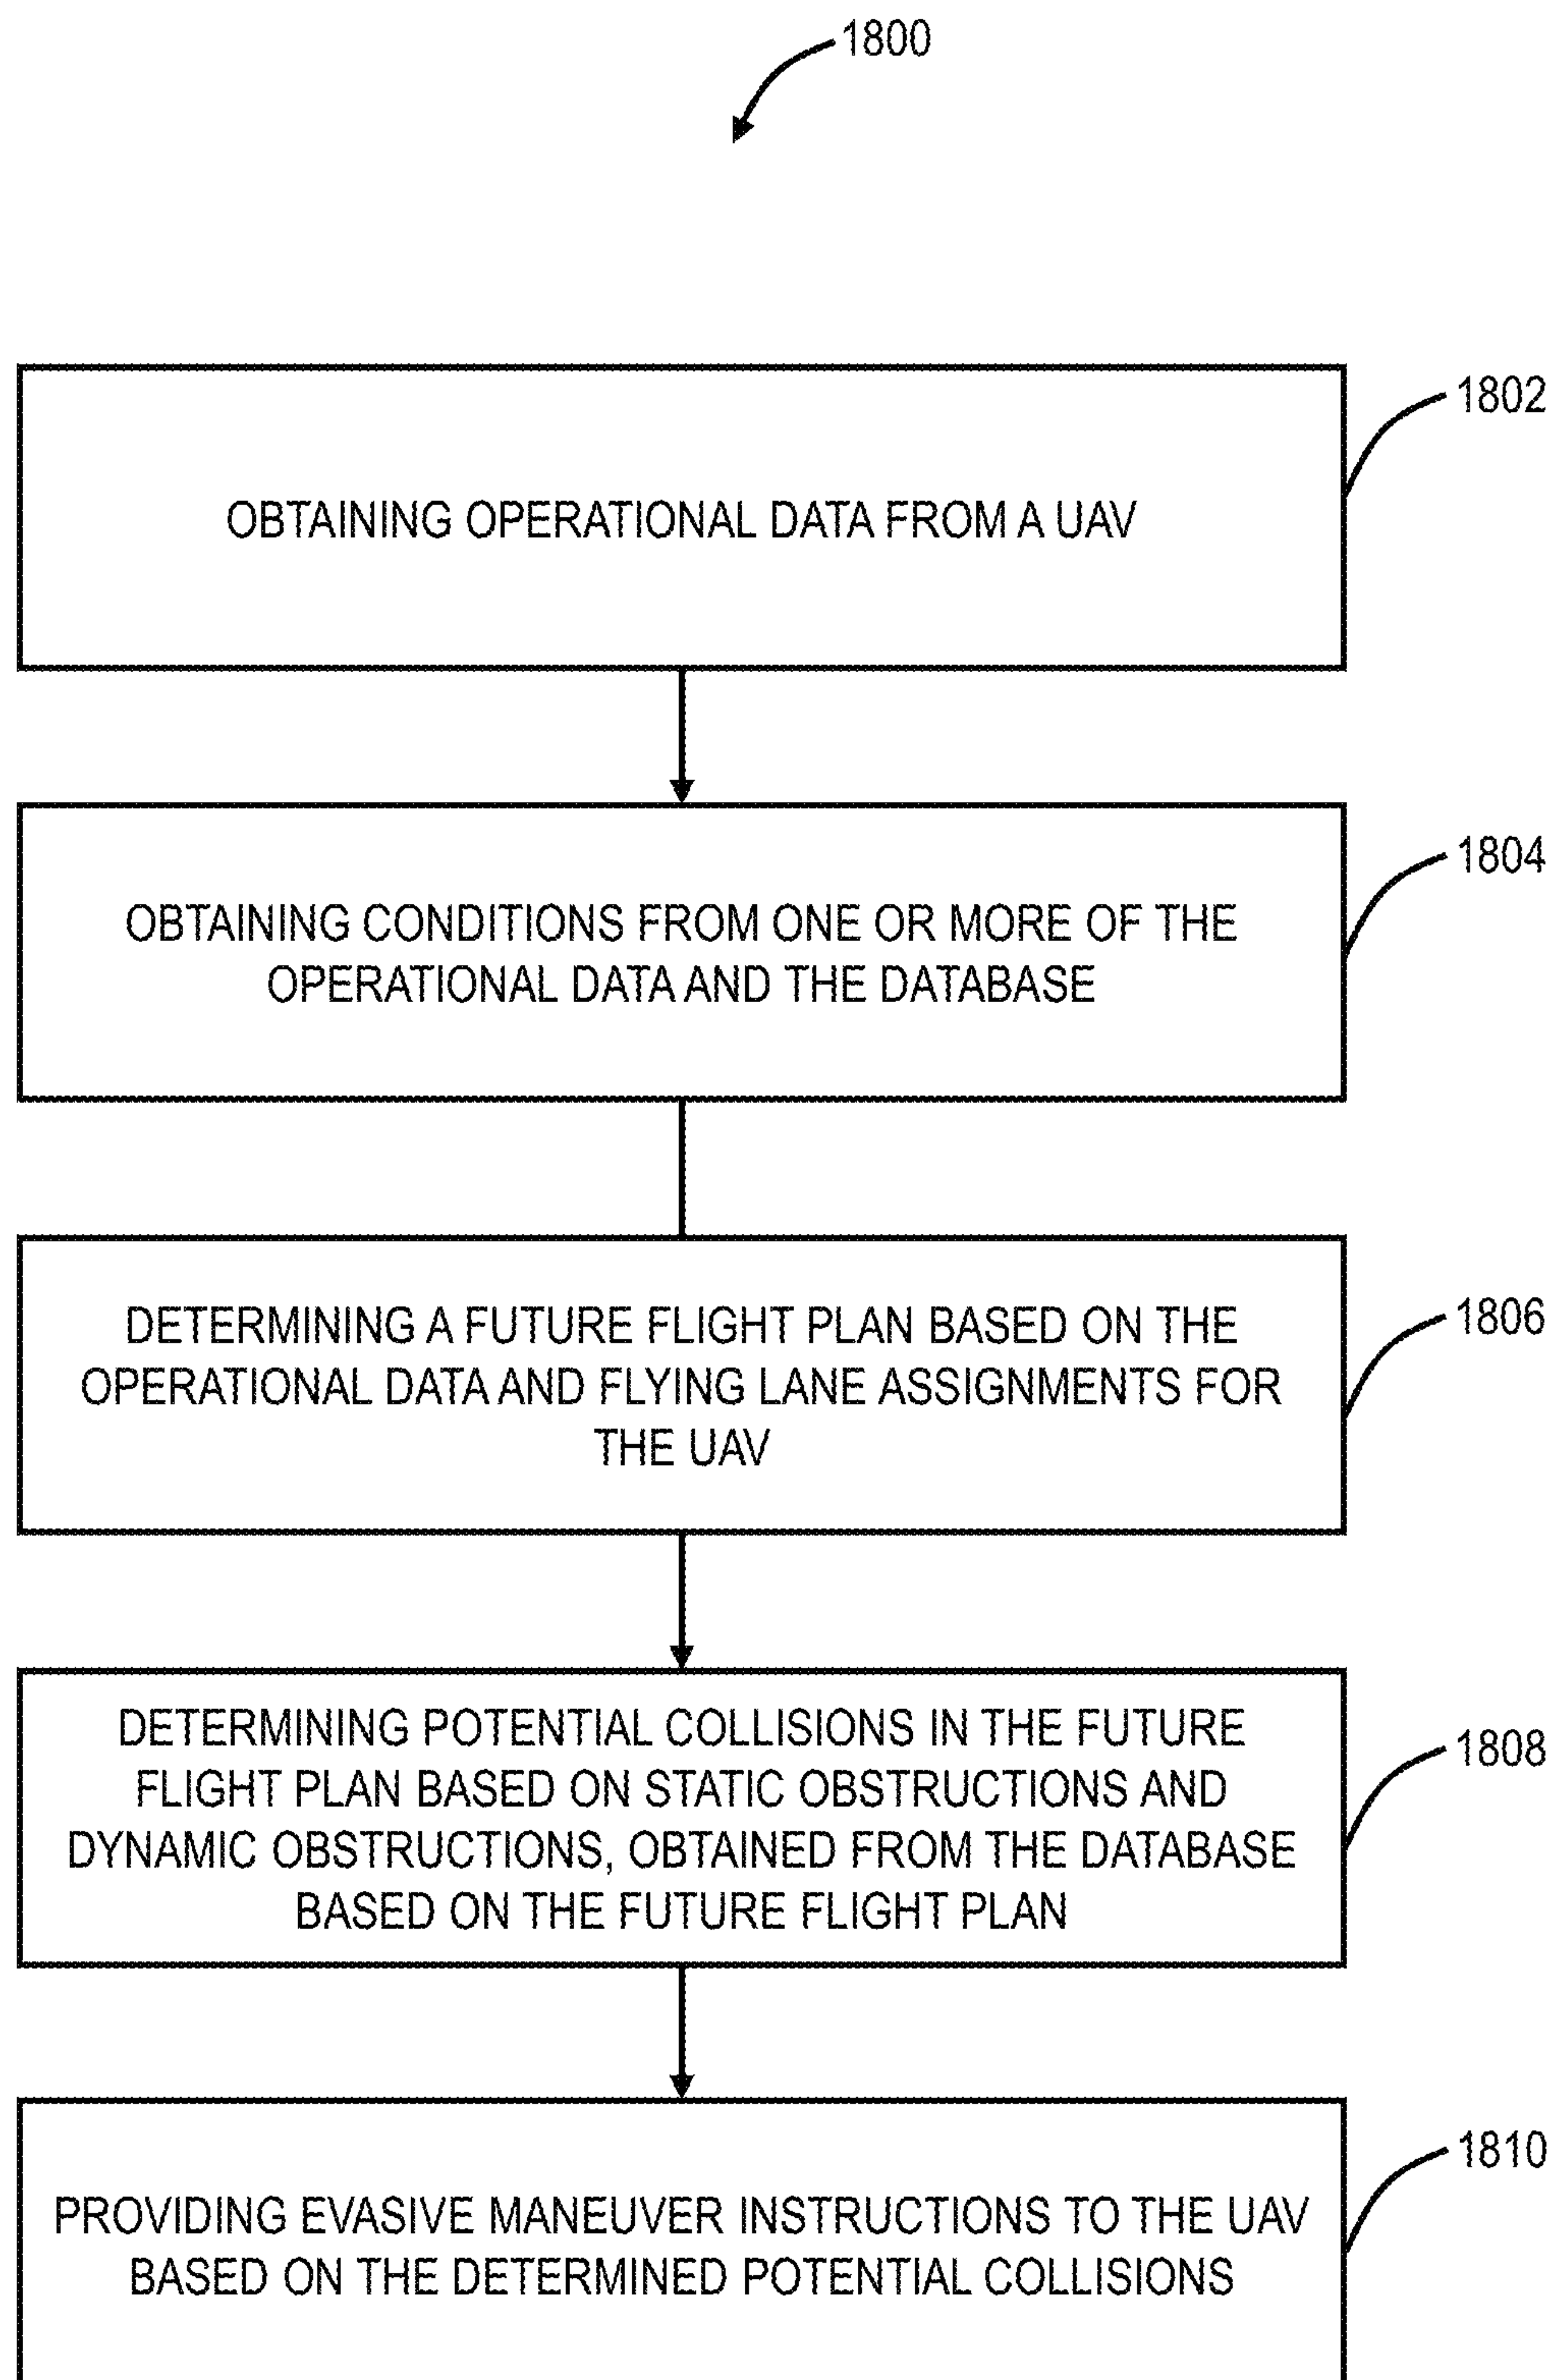 1800
1802
OBTAINING OPERATIONAL DATA FROM A UAV
1804
OBTAINING CONDITIONS FROM ONE OR MORE OF THE
OPERATIONAL DATA AND THE DATABASE
1806
DETERMINING A FUTURE FLIGHT PLAN BASED ON THE
OPERATIONAL DATA AND FLYING LANE ASSIGNMENTS FOR
THE UAV
1808
DETERMINING POTENTIAL COLLISIONS IN THE FUTURE
FLIGHT PLAN BASED ON STATIC OBSTRUCTIONS AND
DYNAMIC OBSTRUCTIONS, OBTAINED FROM THE DATABASE
BASED ON THE FUTURE FLIGHT PLAN
1810
PROVIDING EVASIVE MANEUVER INSTRUCTIONS TO THE UAV
BASED ON THE DETERMINED POTENTIAL COLLISIONS